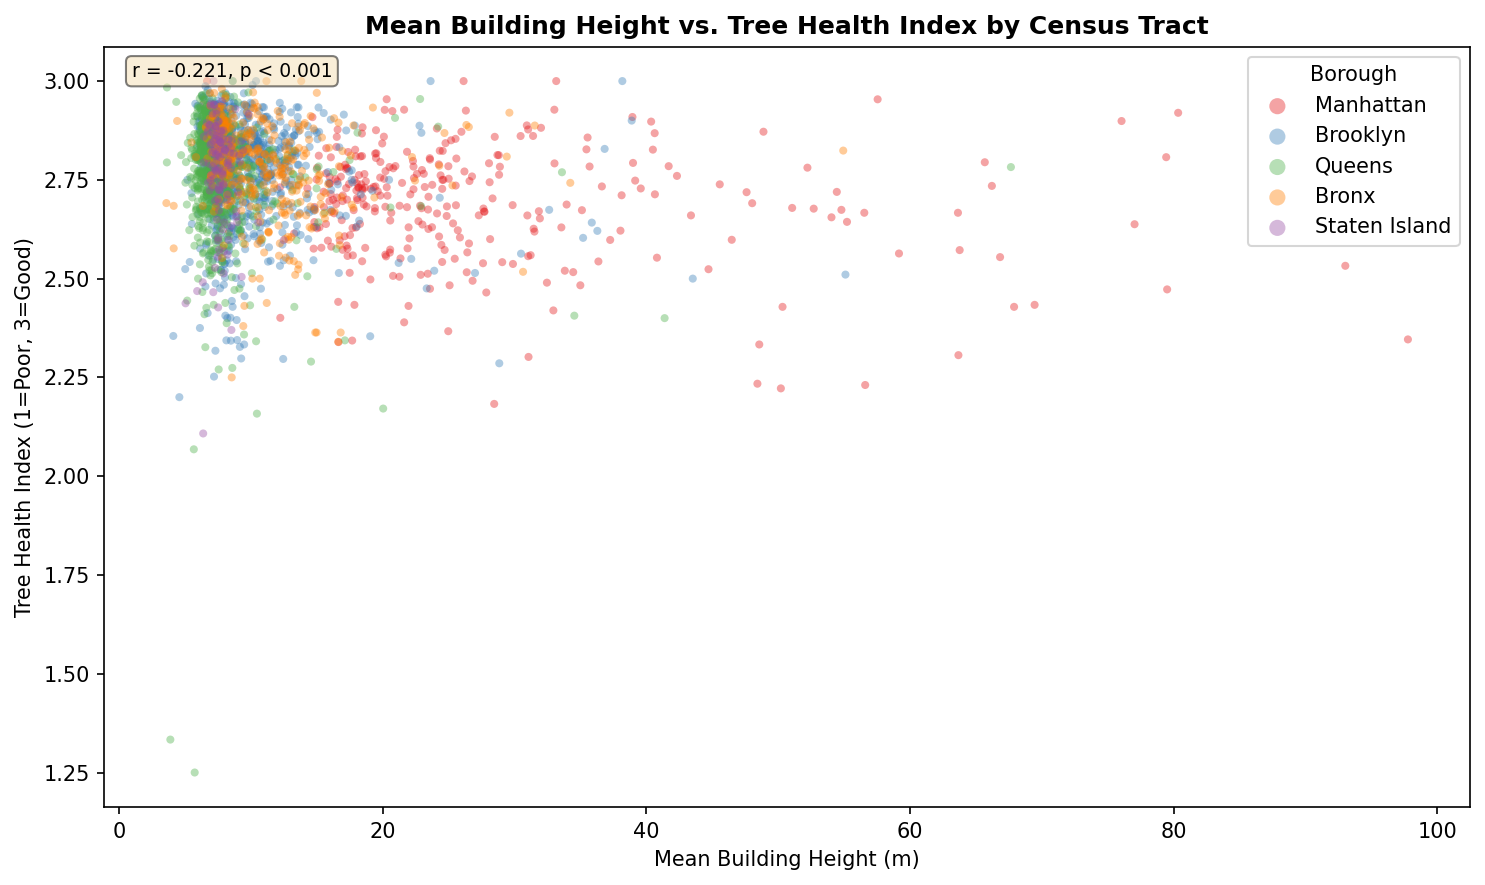 Mean Building Height vs. Tree Health Index by Census Tract
r = -0.221, p < 0.001
Borough
Manhattan
Brooklyn
Queens
Bronx
Staten Island
Tree Health Index (1=Poor, 3=Good)
3.00
2.75
2.50
2.25
2.00
1.75
1.50
1.25
0
20
40
60
80
100
Mean Building Height (m)